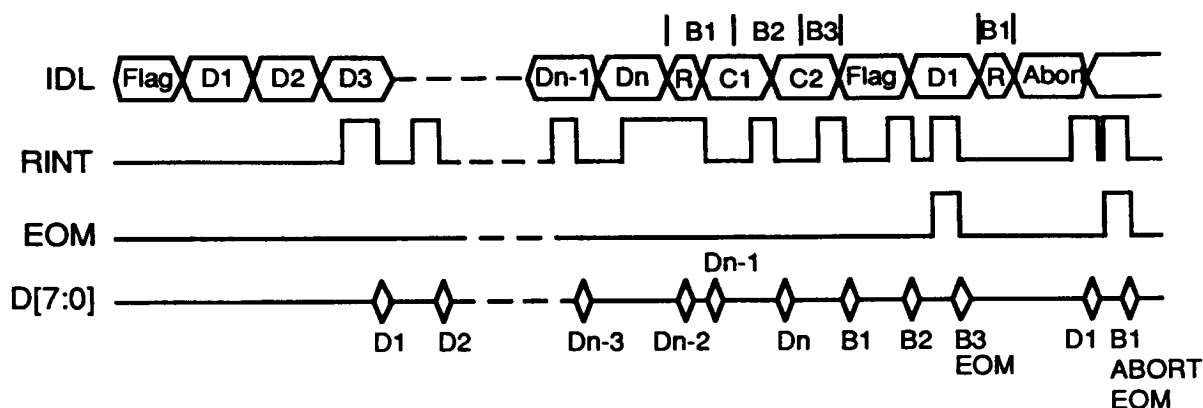 B1 B2 B3 B1
IDL Flag D1 D2 D3 Dn-1 Dn R C1 C2 Flag D1 R Abort
RINT
EOM
Dn-1
D[7:0]
D1 D2 Dn-3 Dn-2 Dn B1 B2 B3 D1 B1
EOM ABORT
EOM